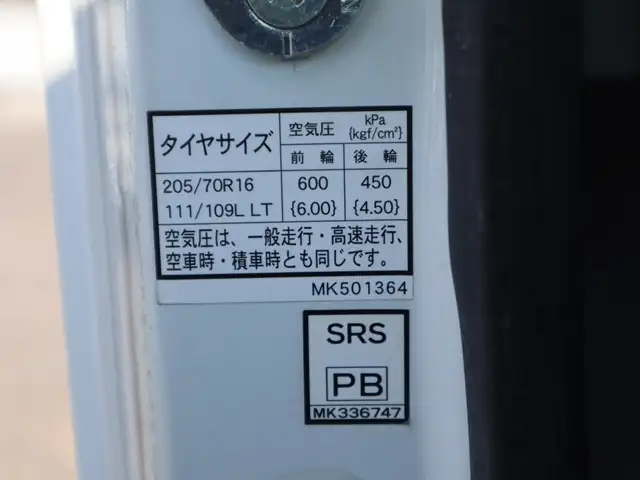 タイヤサイズ 空気圧 kPa {kgf/cm²}
前輪 後輪
205/70R16 600 450
111/109L LT {6.00} {4.50}
空気圧は、一般走行・高速走行、
空車時・積車時とも同じです。
MK501364
SRS
PB
MK336747